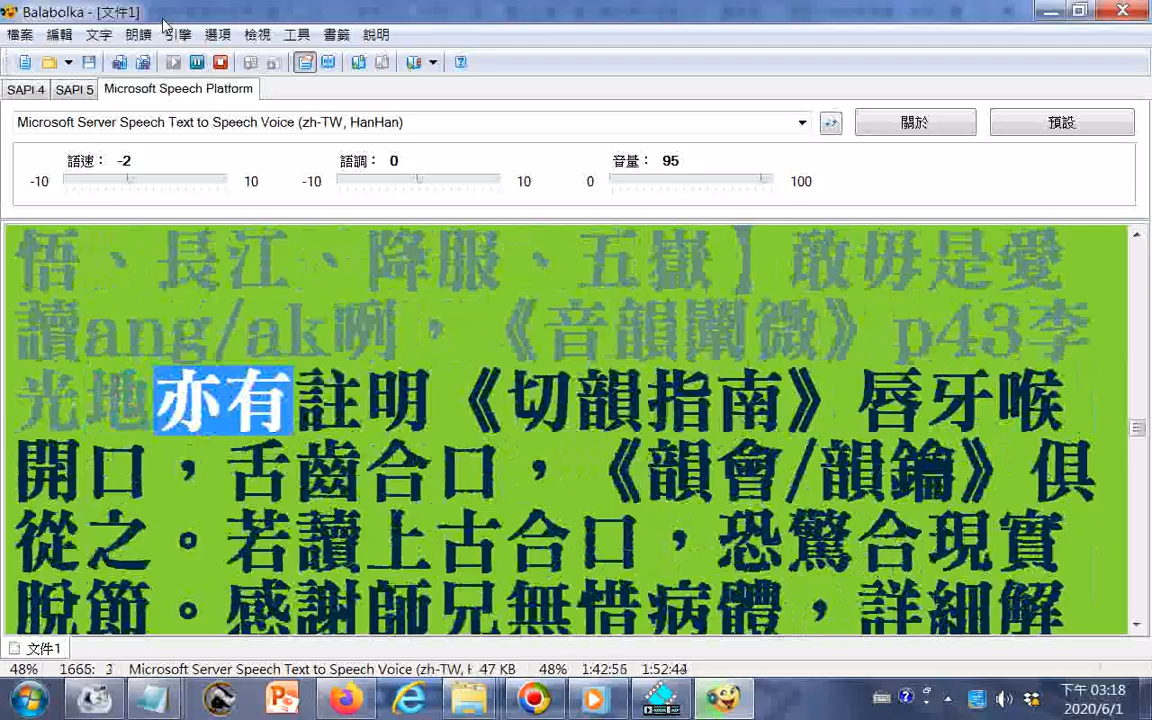 Balabolka - [文件1]
檔案 編輯 文字 朗讀 引擎 選項 檢視 工具 書籤 說明
SAPI 4 SAPI 5 Microsoft Speech Platform
Microsoft Server Speech Text to Speech Voice (zh-TW, HanHan) 關於 預設
語速： -2 語調： 0 音量： 95
-10 10 -10 10 0 100
悟、長江、降服、五嶽】敢毋是愛
讀ang/ak咧，《音韻闡微》p43李
光地亦有註明《切韻指南》唇牙喉
開口，舌齒合口，《韻會/韻鑰》俱
從之。若讀上古合口，恐驚合現實
脫節。感謝師兄無惜病體，詳細解
文件1
48% 1665: 3 Microsoft Server Speech Text to Speech Voice (zh-TW, H 47 KB 48% 1:42:56 1:52:44
下午 03:18
2020/6/1